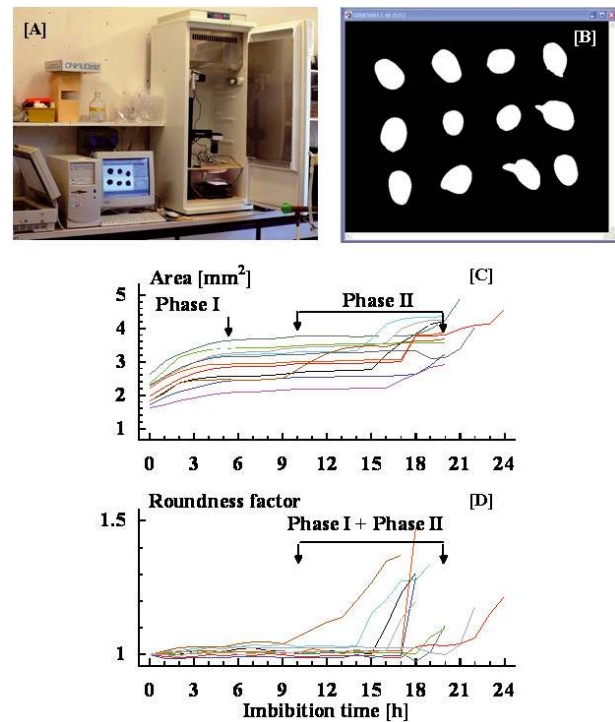 [A]
[B]
Area [mm2]
[C]
Phase I
Phase II
5
4
3
2
1
0 3 6 9 12 15 18 21 24
Roundness factor
[D]
1.5
Phase I + Phase II
1
0 3 6 9 12 15 18 21 24
Imbibition time [h]